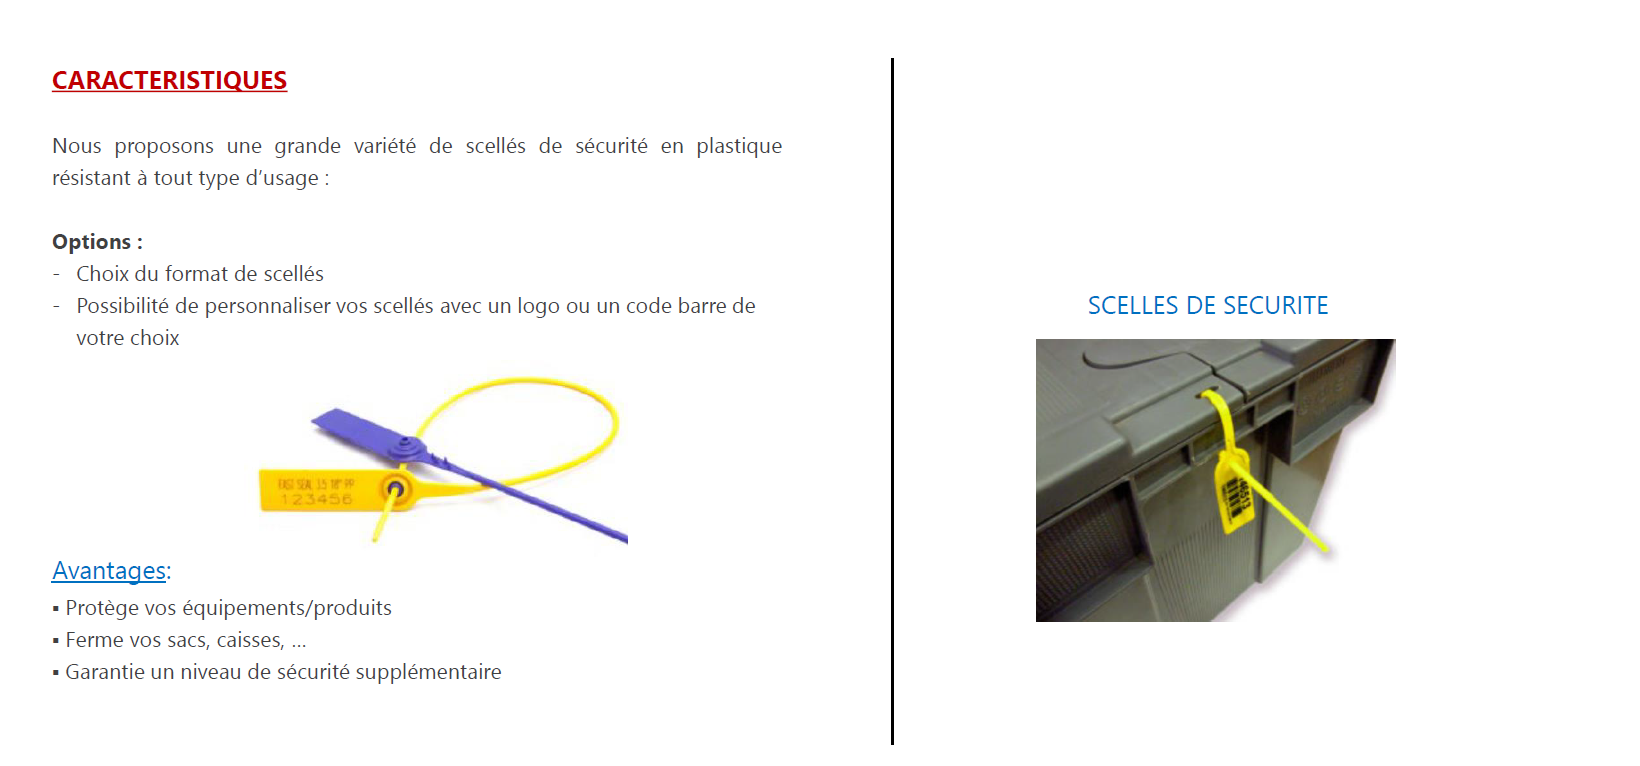 CARACTERISTIQUES
Nous proposons une grande variété de scellés de sécurité en plastique
résistant à tout type d’usage :
Options :
- Choix du format de scellés
- Possibilité de personnaliser vos scellés avec un logo ou un code barre de
votre choix
123456
Avantages:
▪ Protège vos équipements/produits
▪ Ferme vos sacs, caisses, ...
▪ Garantie un niveau de sécurité supplémentaire
SCELLES DE SECURITE